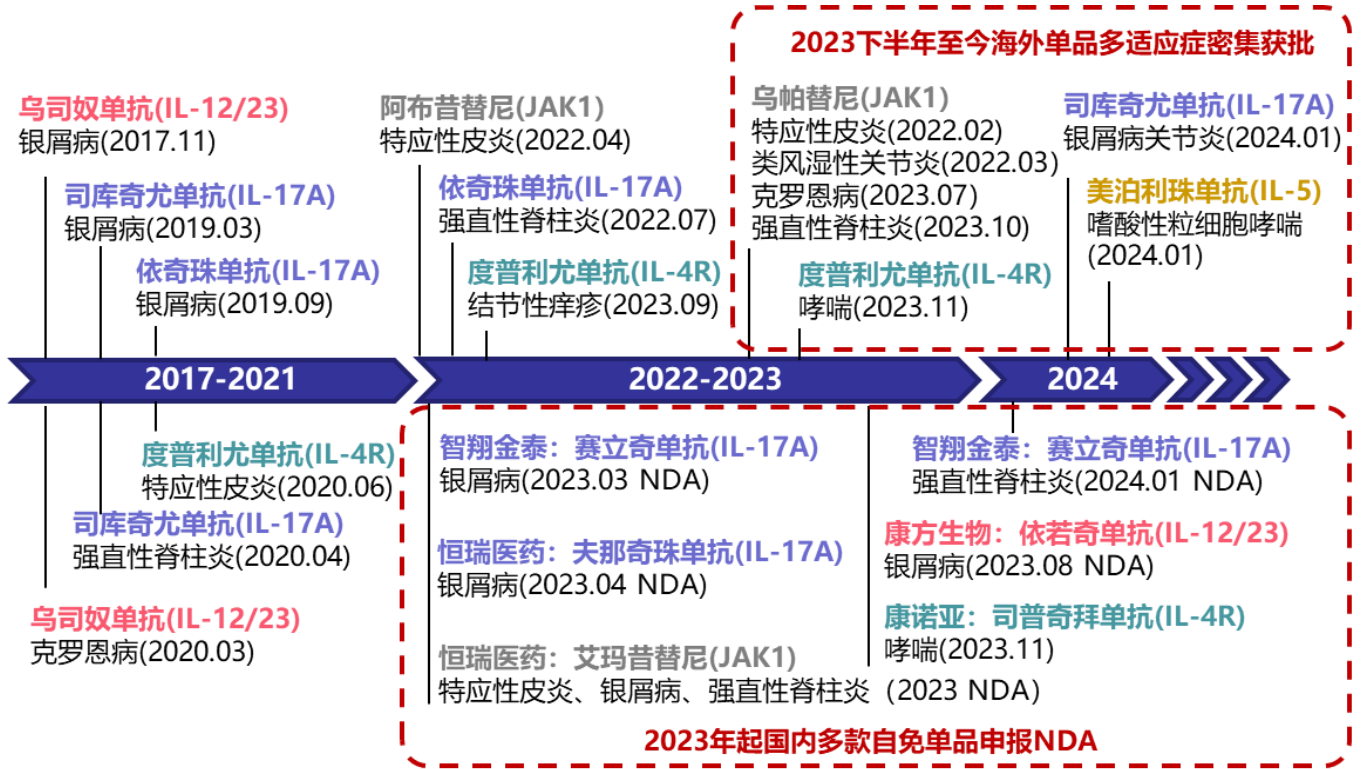 2023下半年至今海外单品多适应症密集获批
乌司奴单抗(IL-12/23)
银屑病(2017.11)
司库奇尤单抗(IL-17A)
银屑病(2019.03)
依奇珠单抗(IL-17A)
银屑病(2019.09)
阿布昔替尼(JAK1)
特应性皮炎(2022.04)
依奇珠单抗(IL-17A)
强直性脊柱炎(2022.07)
度普利尤单抗(IL-4R)
结节性痒疹(2023.09)
乌帕替尼(JAK1)
特应性皮炎(2022.02)
类风湿性关节炎(2022.03)
克罗恩病(2023.07)
强直性脊柱炎(2023.10)
度普利尤单抗(IL-4R)
哮喘(2023.11)
司库奇尤单抗(IL-17A)
银屑病关节炎(2024.01)
美泊利珠单抗(IL-5)
嗜酸性粒细胞哮喘
(2024.01)
2017-2021
2022-2023
2024
度普利尤单抗(IL-4R)
特应性皮炎(2020.06)
司库奇尤单抗(IL-17A)
强直性脊柱炎(2020.04)
乌司奴单抗(IL-12/23)
克罗恩病(2020.03)
智翔金泰：赛立奇单抗(IL-17A)
银屑病(2023.03 NDA)
恒瑞医药：夫那奇珠单抗(IL-17A)
银屑病(2023.04 NDA)
恒瑞医药：艾玛昔替尼(JAK1)
特应性皮炎、银屑病、强直性脊柱炎（2023 NDA）
智翔金泰：赛立奇单抗(IL-17A)
强直性脊柱炎(2024.01 NDA)
康方生物：依若奇单抗(IL-12/23)
银屑病(2023.08 NDA)
康诺亚：司普奇拜单抗(IL-4R)
哮喘(2023.11)
2023年起国内多款自免单品申报NDA